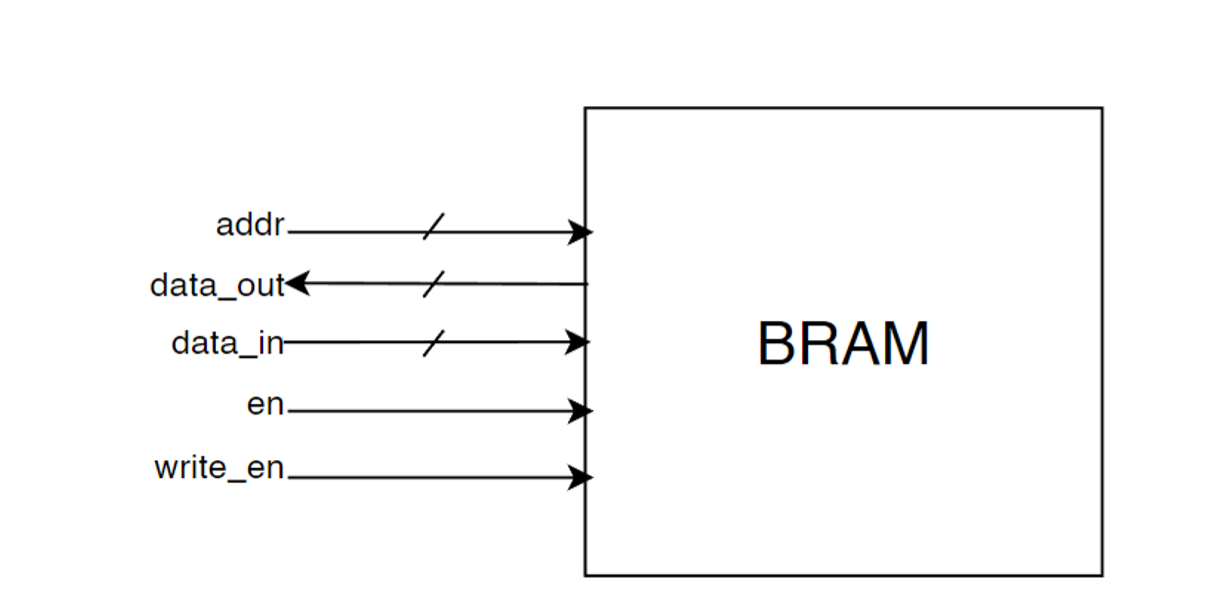 addr
data_out
data_in
en
write_en
BRAM